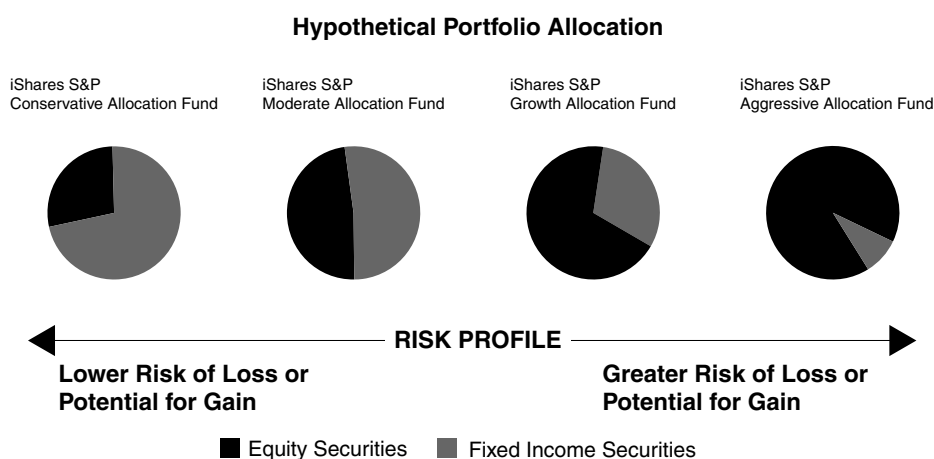 Hypothetical Portfolio Allocation
iShares S&P
Conservative Allocation Fund
iShares S&P
Moderate Allocation Fund
iShares S&P
Growth Allocation Fund
iShares S&P
Aggressive Allocation Fund
RISK PROFILE
Lower Risk of Loss or
Potential for Gain
Greater Risk of Loss or
Potential for Gain
Equity Securities
Fixed Income Securities